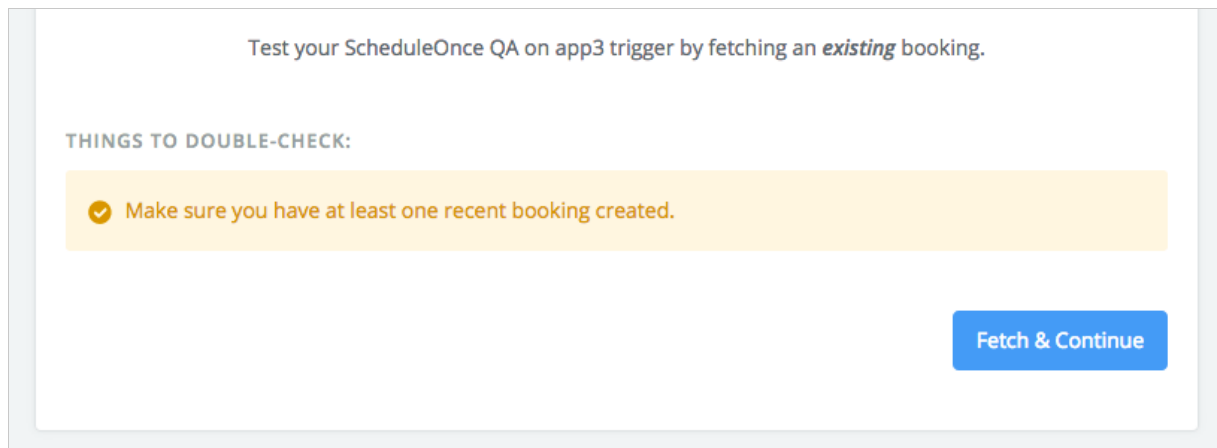 Test your ScheduleOnce QA on app3 trigger by fetching an existing booking.
THINGS TO DOUBLE-CHECK:
Make sure you have at least one recent booking created.
Fetch & Continue